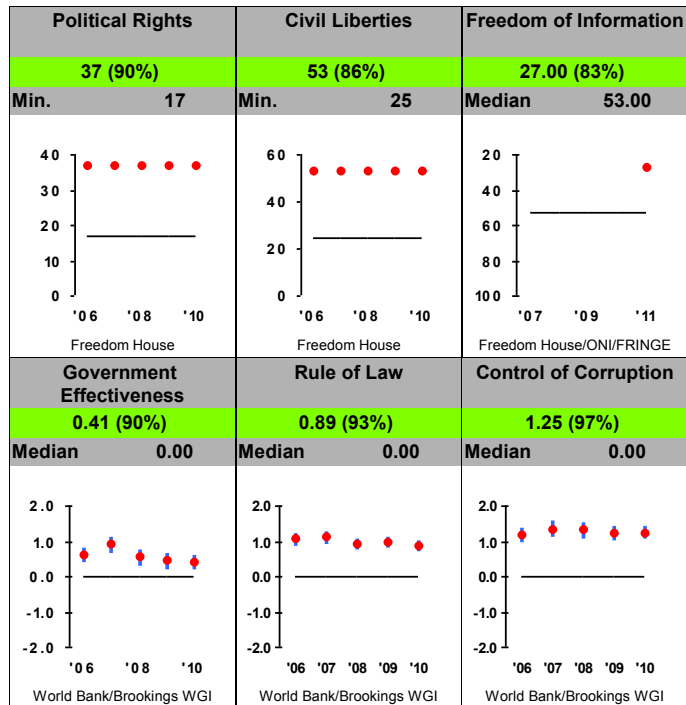 Political Rights
37 (90%)
Min. 17
40
30
20
10
0
'06 '08 '10
Freedom House
Civil Liberties
53 (86%)
Min. 25
60
40
20
0
'06 '08 '10
Freedom House
Freedom of Information
27.00 (83%)
Median 53.00
20
40
60
80
100
'07 '09 '11
Freedom House/ONI/FRINGE
Government
Effectiveness
0.41 (90%)
Median 0.00
2.0
1.0
0.0
-1.0
-2.0
'06 '08 '10
World Bank/Brookings WGI
Rule of Law
0.89 (93%)
Median 0.00
2.0
1.0
0.0
-1.0
-2.0
'06 '07 '08 '09 '10
World Bank/Brookings WGI
Control of Corruption
1.25 (97%)
Median 0.00
2.0
1.0
0.0
-1.0
-2.0
'06 '07 '08 '09 '10
World Bank/Brookings WGI